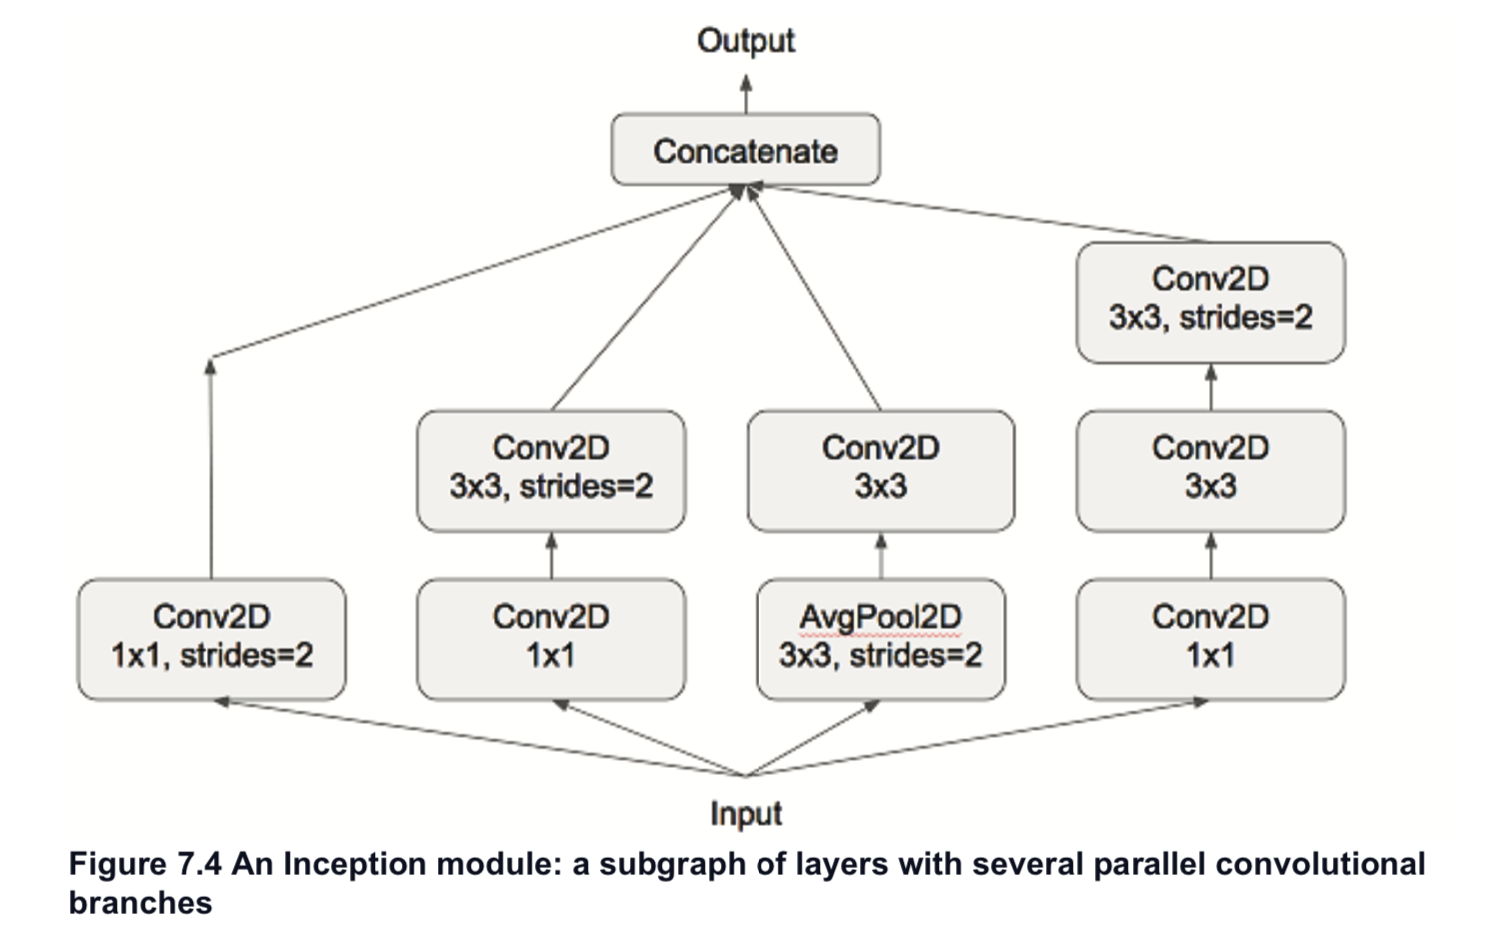 Output
Concatenate
Conv2D
3x3, strides=2
Conv2D
3x3, strides=2
Conv2D
3x3
Conv2D
3x3
Conv2D
1x1, strides=2
Conv2D
1x1
AvgPool2D
3x3, strides=2
Conv2D
1x1
Input
Figure 7.4 An Inception module: a subgraph of layers with several parallel convolutional
branches